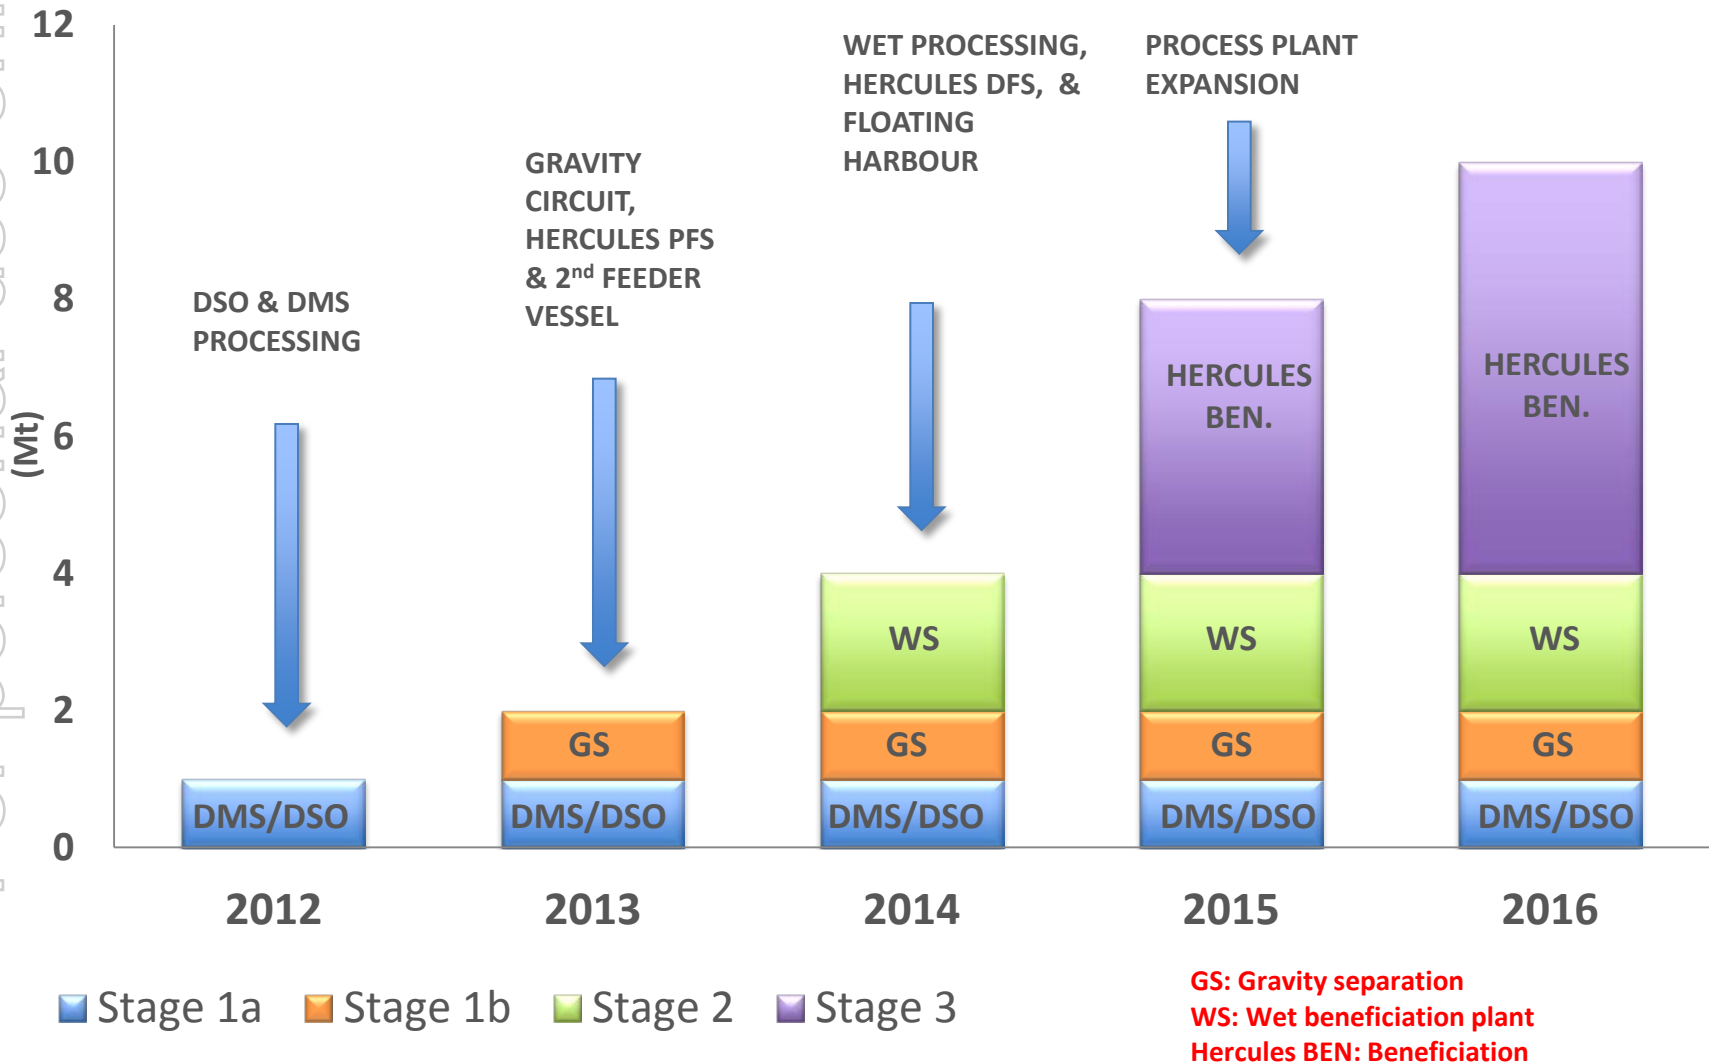 12
10
8
6
4
2
0
(Mt)
DSO & DMS
PROCESSING
GRAVITY
CIRCUIT,
HERCULES PFS
& 2nd FEEDER
VESSEL
WET PROCESSING,
HERCULES DFS, &
FLOATING
HARBOUR
PROCESS PLANT
EXPANSION
DMS/DSO
GS
DMS/DSO
WS
GS
DMS/DSO
HERCULES
BEN.
WS
GS
DMS/DSO
HERCULES
BEN.
WS
GS
DMS/DSO
2012 2013 2014 2015 2016
Stage 1a Stage 1b Stage 2 Stage 3
GS: Gravity separation
WS: Wet beneficiation plant
Hercules BEN: Beneficiation